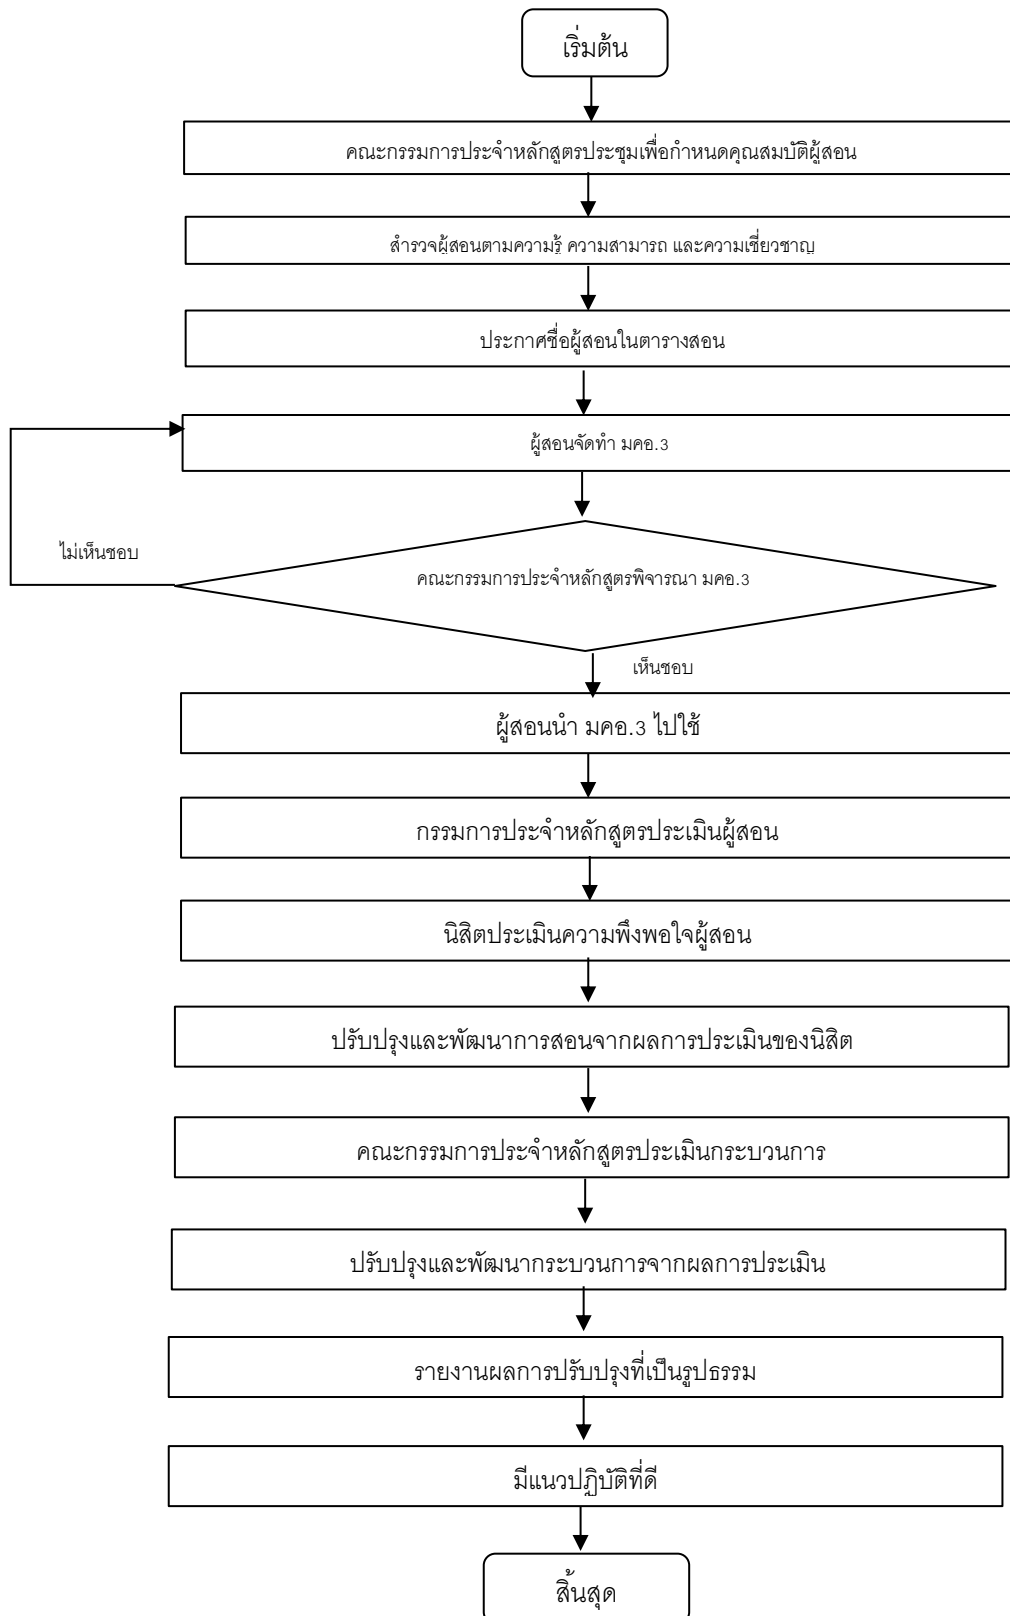 เริ่มต้น
คณะกรรมการประจำหลักสูตรประชุมเพื่อกำหนดคุณสมบัติผู้สอน
สำรวจผู้สอนตามความรู้ ความสามารถ และความเชี่ยวชาญ
ประกาศชื่อผู้สอนในตารางสอน
ผู้สอนจัดทำ มคอ.3
ไม่เห็นชอบ
คณะกรรมการประจำหลักสูตรพิจารณา มคอ.3
เห็นชอบ
ผู้สอนนำ มคอ.3 ไปใช้
กรรมการประจำหลักสูตรประเมินผู้สอน
นิสิตประเมินความพึงพอใจผู้สอน
ปรับปรุงและพัฒนาการสอนจากผลการประเมินของนิสิต
คณะกรรมการประจำหลักสูตรประเมินกระบวนการ
ปรับปรุงและพัฒนากระบวนการจากผลการประเมิน
รายงานผลการปรับปรุงที่เป็นรูปธรรม
มีแนวปฏิบัติที่ดี
สิ้นสุด